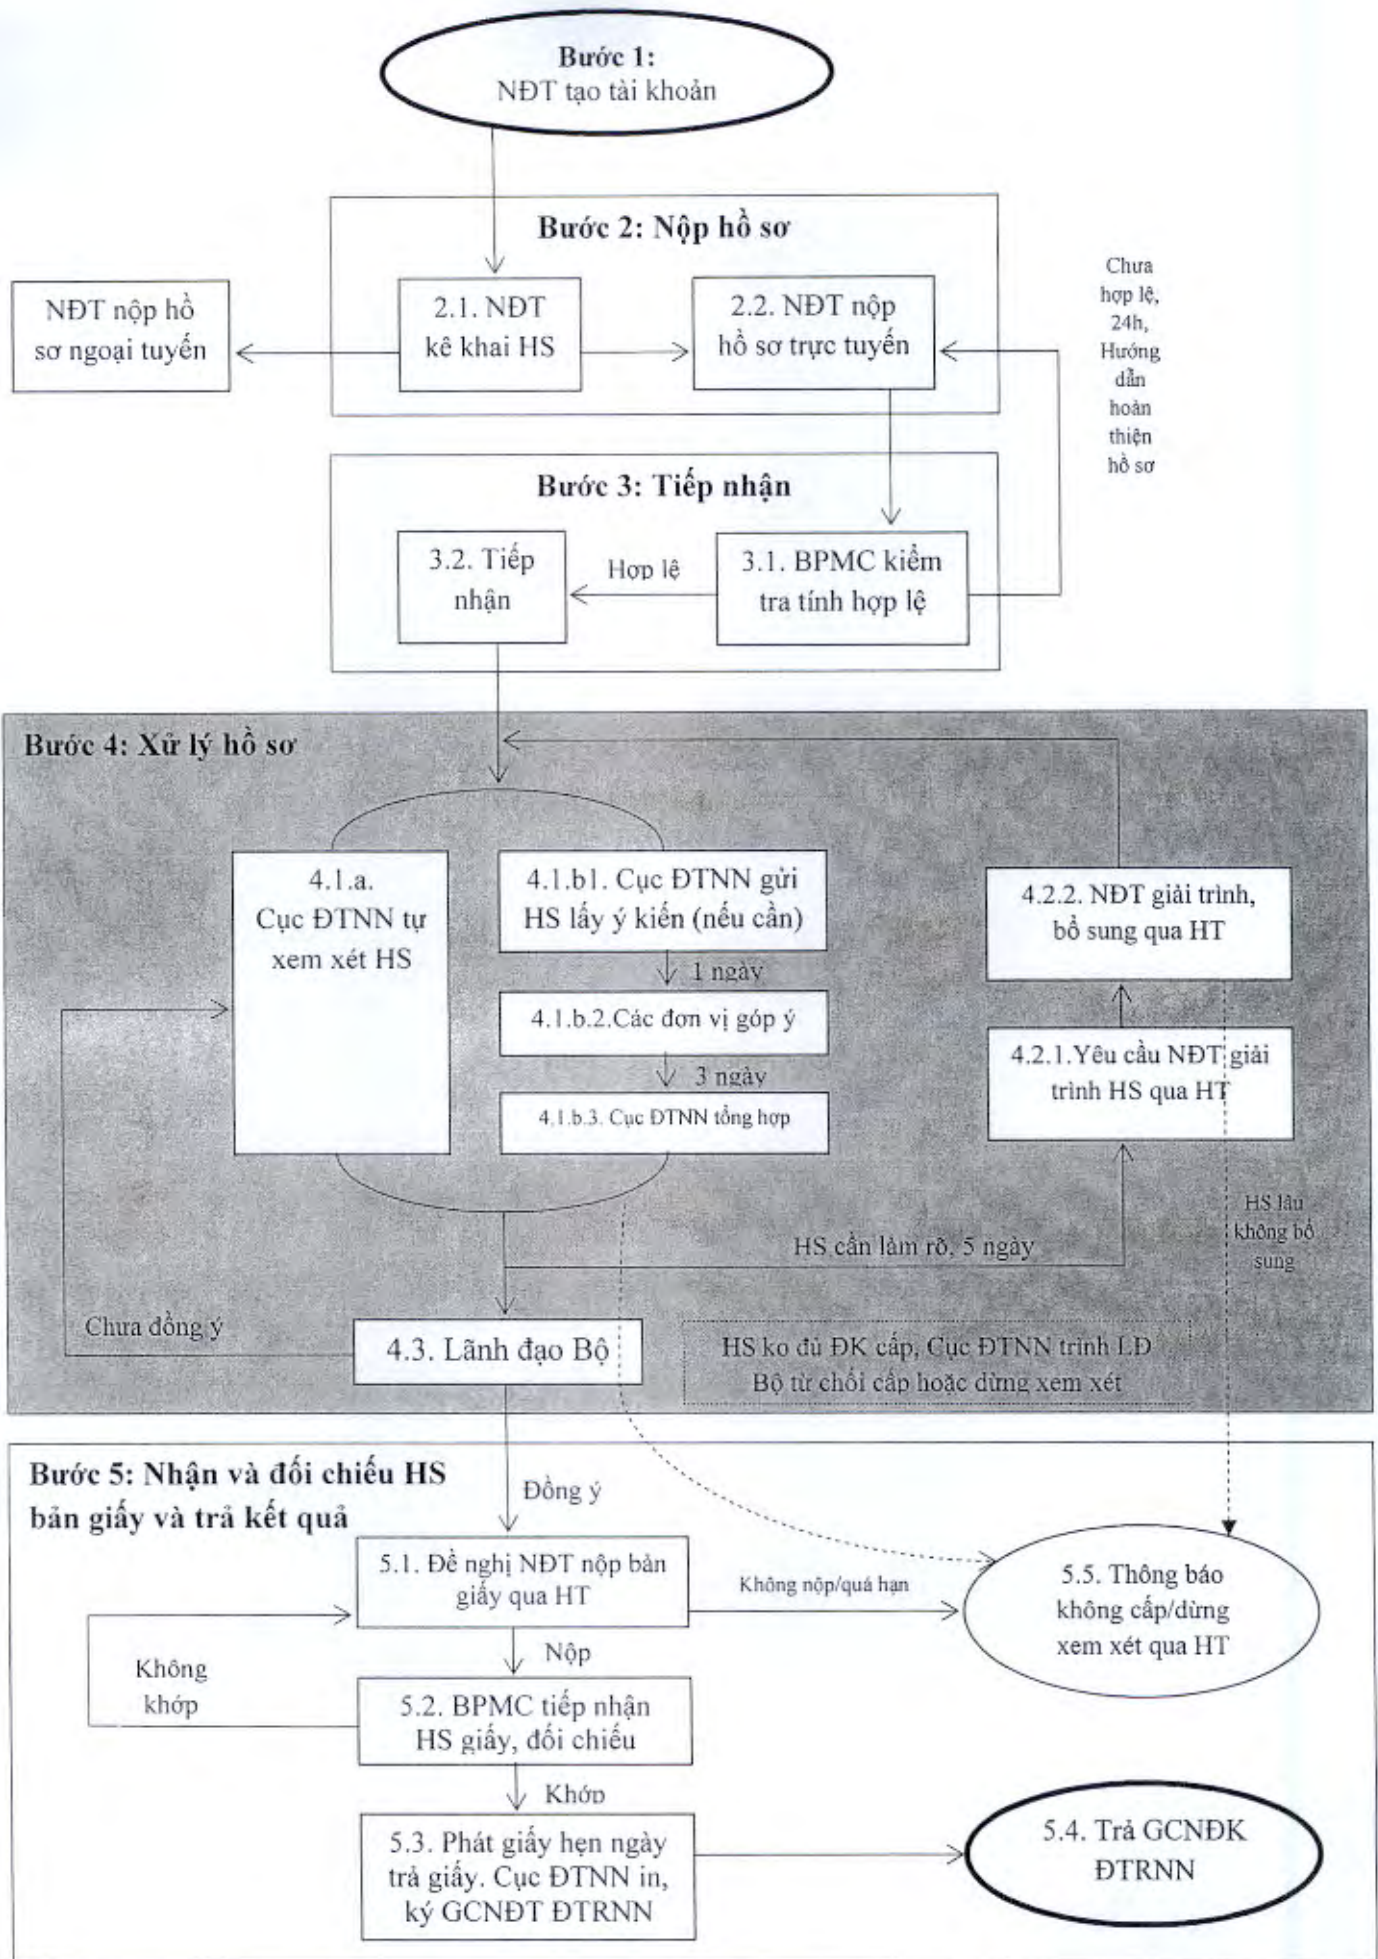 Bước 1:
NĐT tạo tài khoản
Bước 2: Nộp hồ sơ
NĐT nộp hồ
sơ ngoại tuyến
2.1. NĐT
kê khai HS
2.2. NĐT nộp
hồ sơ trực tuyến
Chưa
hợp lệ,
24h,
Hướng
dẫn
hoàn
thiện
hồ sơ
Bước 3: Tiếp nhận
3.2. Tiếp
nhận
Hợp lệ
3.1. BPMC kiểm
tra tính hợp lệ
Bước 4: Xử lý hồ sơ
4.1.a.
Cục ĐTNN tự
xem xét HS
4.1.b1. Cục ĐTNN gửi
HS lấy ý kiến (nếu cần)
1 ngày
4.1.b.2.Các đơn vị góp ý
3 ngày
4.1.b.3. Cục ĐTNN tổng hợp
4.2.2. NĐT giải trình,
bổ sung qua HT
4.2.1.Yêu cầu NĐT giải
trình HS qua HT
HS lâu
không bổ
sung
HS cần làm rõ, 5 ngày
Chưa đồng ý
4.3. Lãnh đạo Bộ
HS ko đủ ĐK cấp, Cục ĐTNN trình LĐ
Bộ từ chối cấp hoặc dừng xem xét
Bước 5: Nhận và đối chiếu HS
bản giấy và trả kết quả
Đồng ý
5.1. Đề nghị NĐT nộp bản
giấy qua HT
Không nộp/quá hạn
5.5. Thông báo
không cấp/dừng
xem xét qua HT
Nộp
Không
khớp
5.2. BPMC tiếp nhận
HS giấy, đối chiếu
Khớp
5.3. Phát giấy hẹn ngày
trả giấy. Cục ĐTNN in,
ký GCNĐT ĐTRNN
5.4. Trả GCNĐK
ĐTRNN